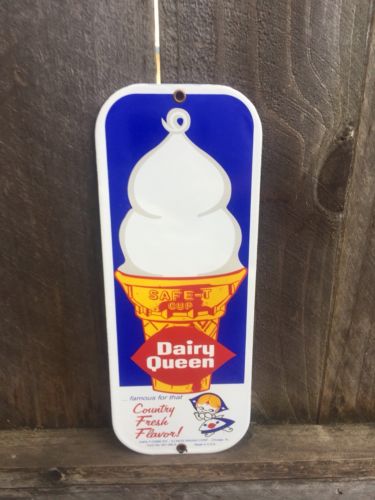 SAFE-T
CUP
Dairy
Queen
... famous for that
Country
Fresh
Flavor!